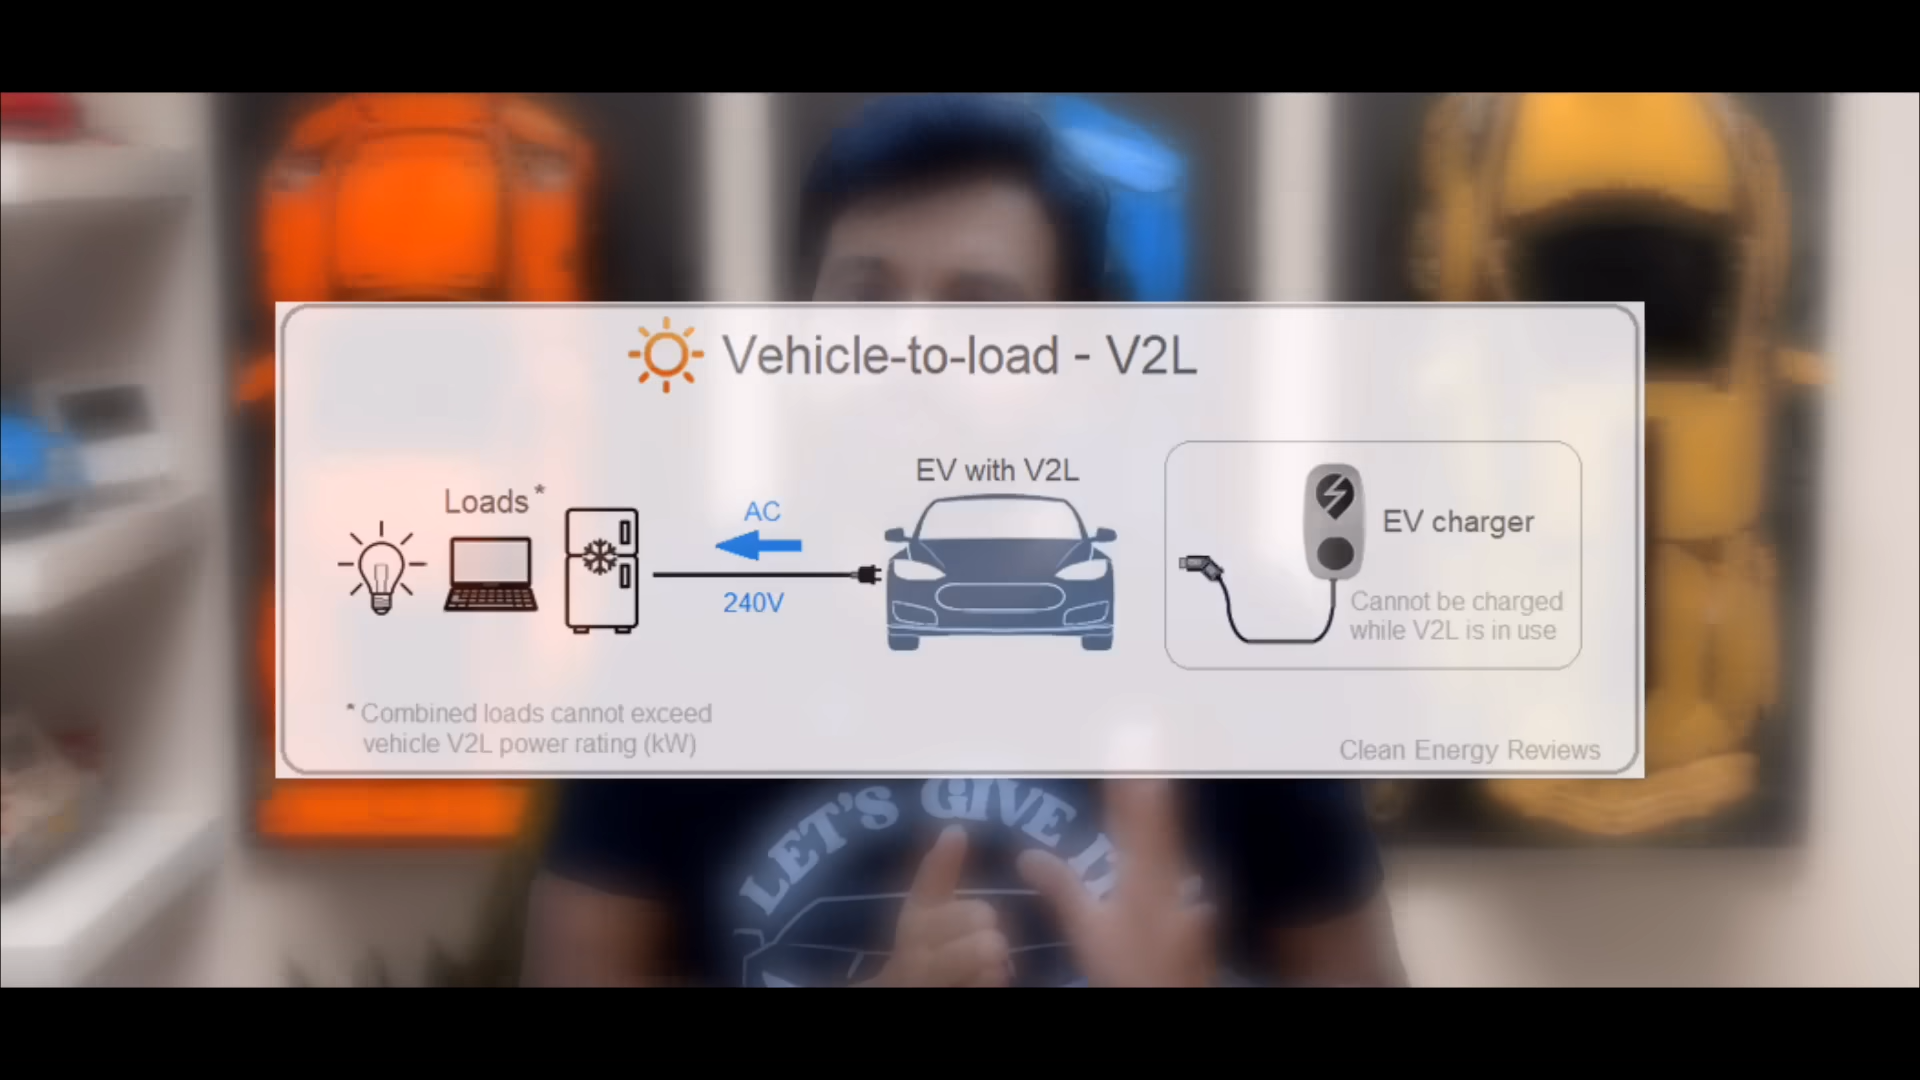 Vehicle-to-load - V2L
Loads*
AC
240V
EV with V2L
EV charger
Cannot be charged
while V2L is in use
* Combined loads cannot exceed
vehicle V2L power rating (kW)
Clean Energy Reviews
LET'S GIVE